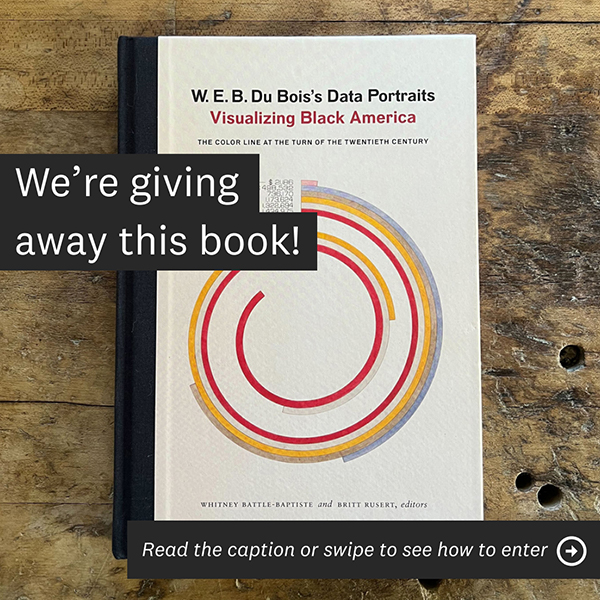 W. E. B. Du Bois's Data Portraits
Visualizing Black America
THE COLOR LINE AT THE TURN OF THE TWENTIETH CENTURY
We're giving
away this book!
WHITNEY BATTLE-BAPTISTE and BRITT RUSERT, editors
Read the caption or swipe to see how to enter